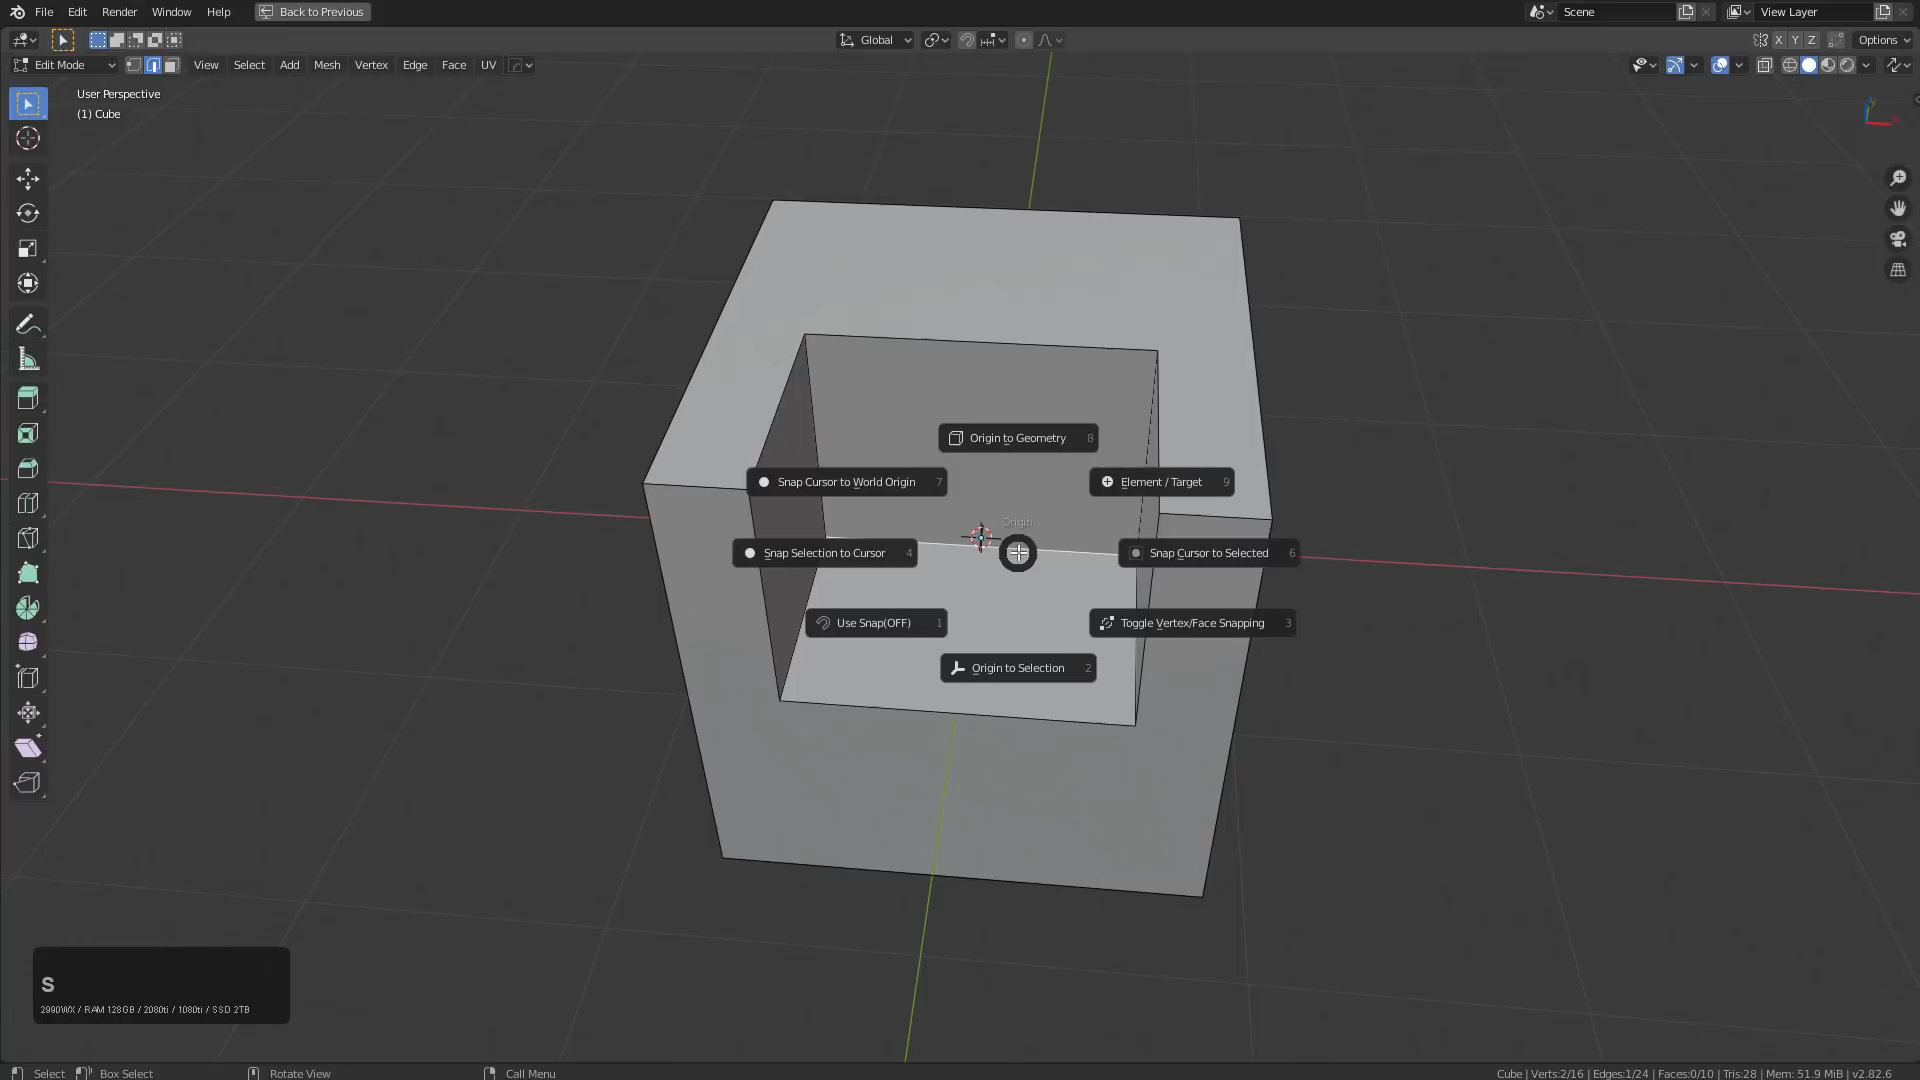 File Edit Render Window Help Back to Previous Scene View Layer
Global X Y Z Options
Edit Mode View Select Add Mesh Vertex Edge Face UV
User Perspective
(1) Cube
Origin to Geometry 8
Snap Cursor to World Origin 7 Element / Target 9
Origin
Snap Selection to Cursor 4 Snap Cursor to Selected 6
Use Snap(OFF) 1 Toggle Vertex/Face Snapping 3
Origin to Selection 2
S
2990WX / RAM 128GB / 2080ti / 1080ti / SSD 2TB
Select Box Select Rotate View Call Menu Cube | Verts:2/16 | Edges:1/24 | Faces:0/10 | Tris:28 | Mem: 51.9 MiB | v2.82.6